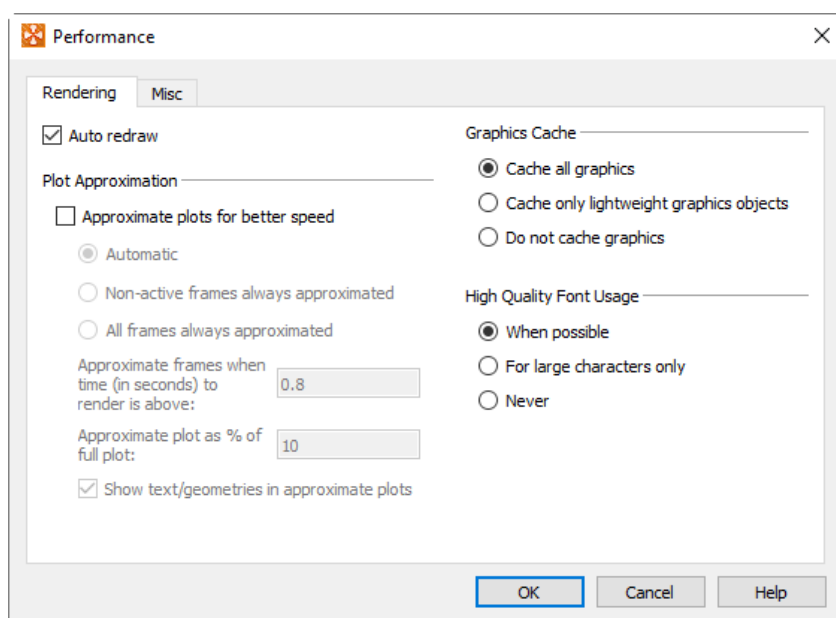 Performance
Rendering
Misc
Auto redraw
Plot Approximation
Approximate plots for better speed
Automatic
Non-active frames always approximated
All frames always approximated
Approximate frames when
time (in seconds) to
render is above:
0.8
Approximate plot as % of
full plot:
10
Show text/geometries in approximate plots
Graphics Cache
Cache all graphics
Cache only lightweight graphics objects
Do not cache graphics
High Quality Font Usage
When possible
For large characters only
Never
OK
Cancel
Help